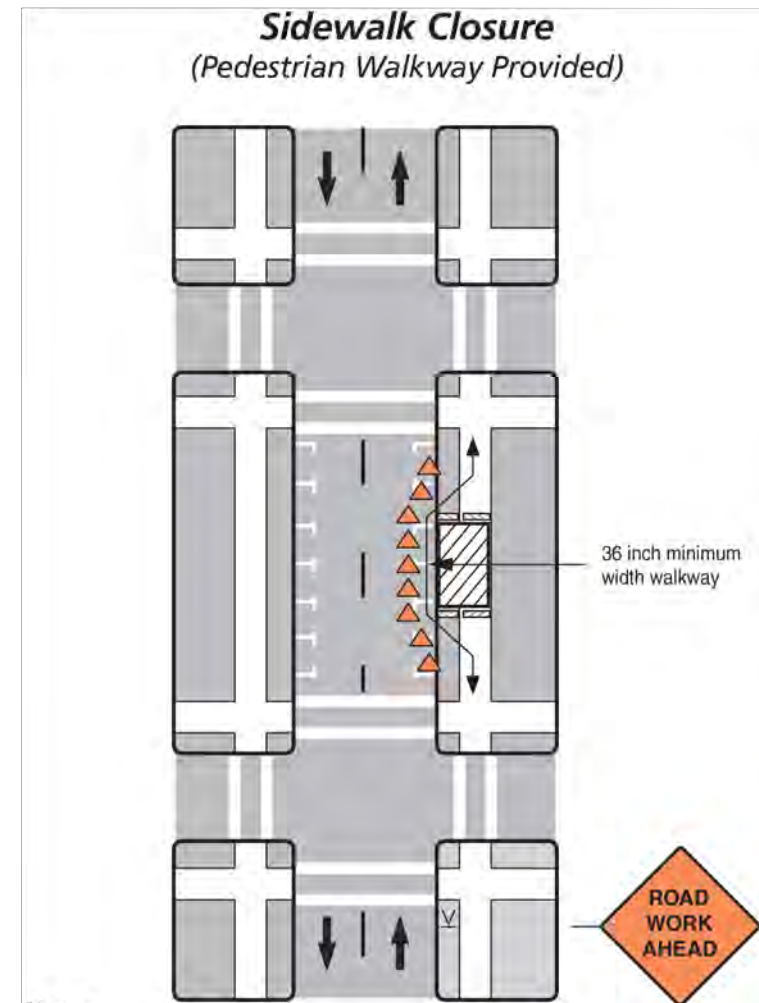 Sidewalk Closure
(Pedestrian Walkway Provided)
36 inch minimum
width walkway
ROAD
WORK
AHEAD